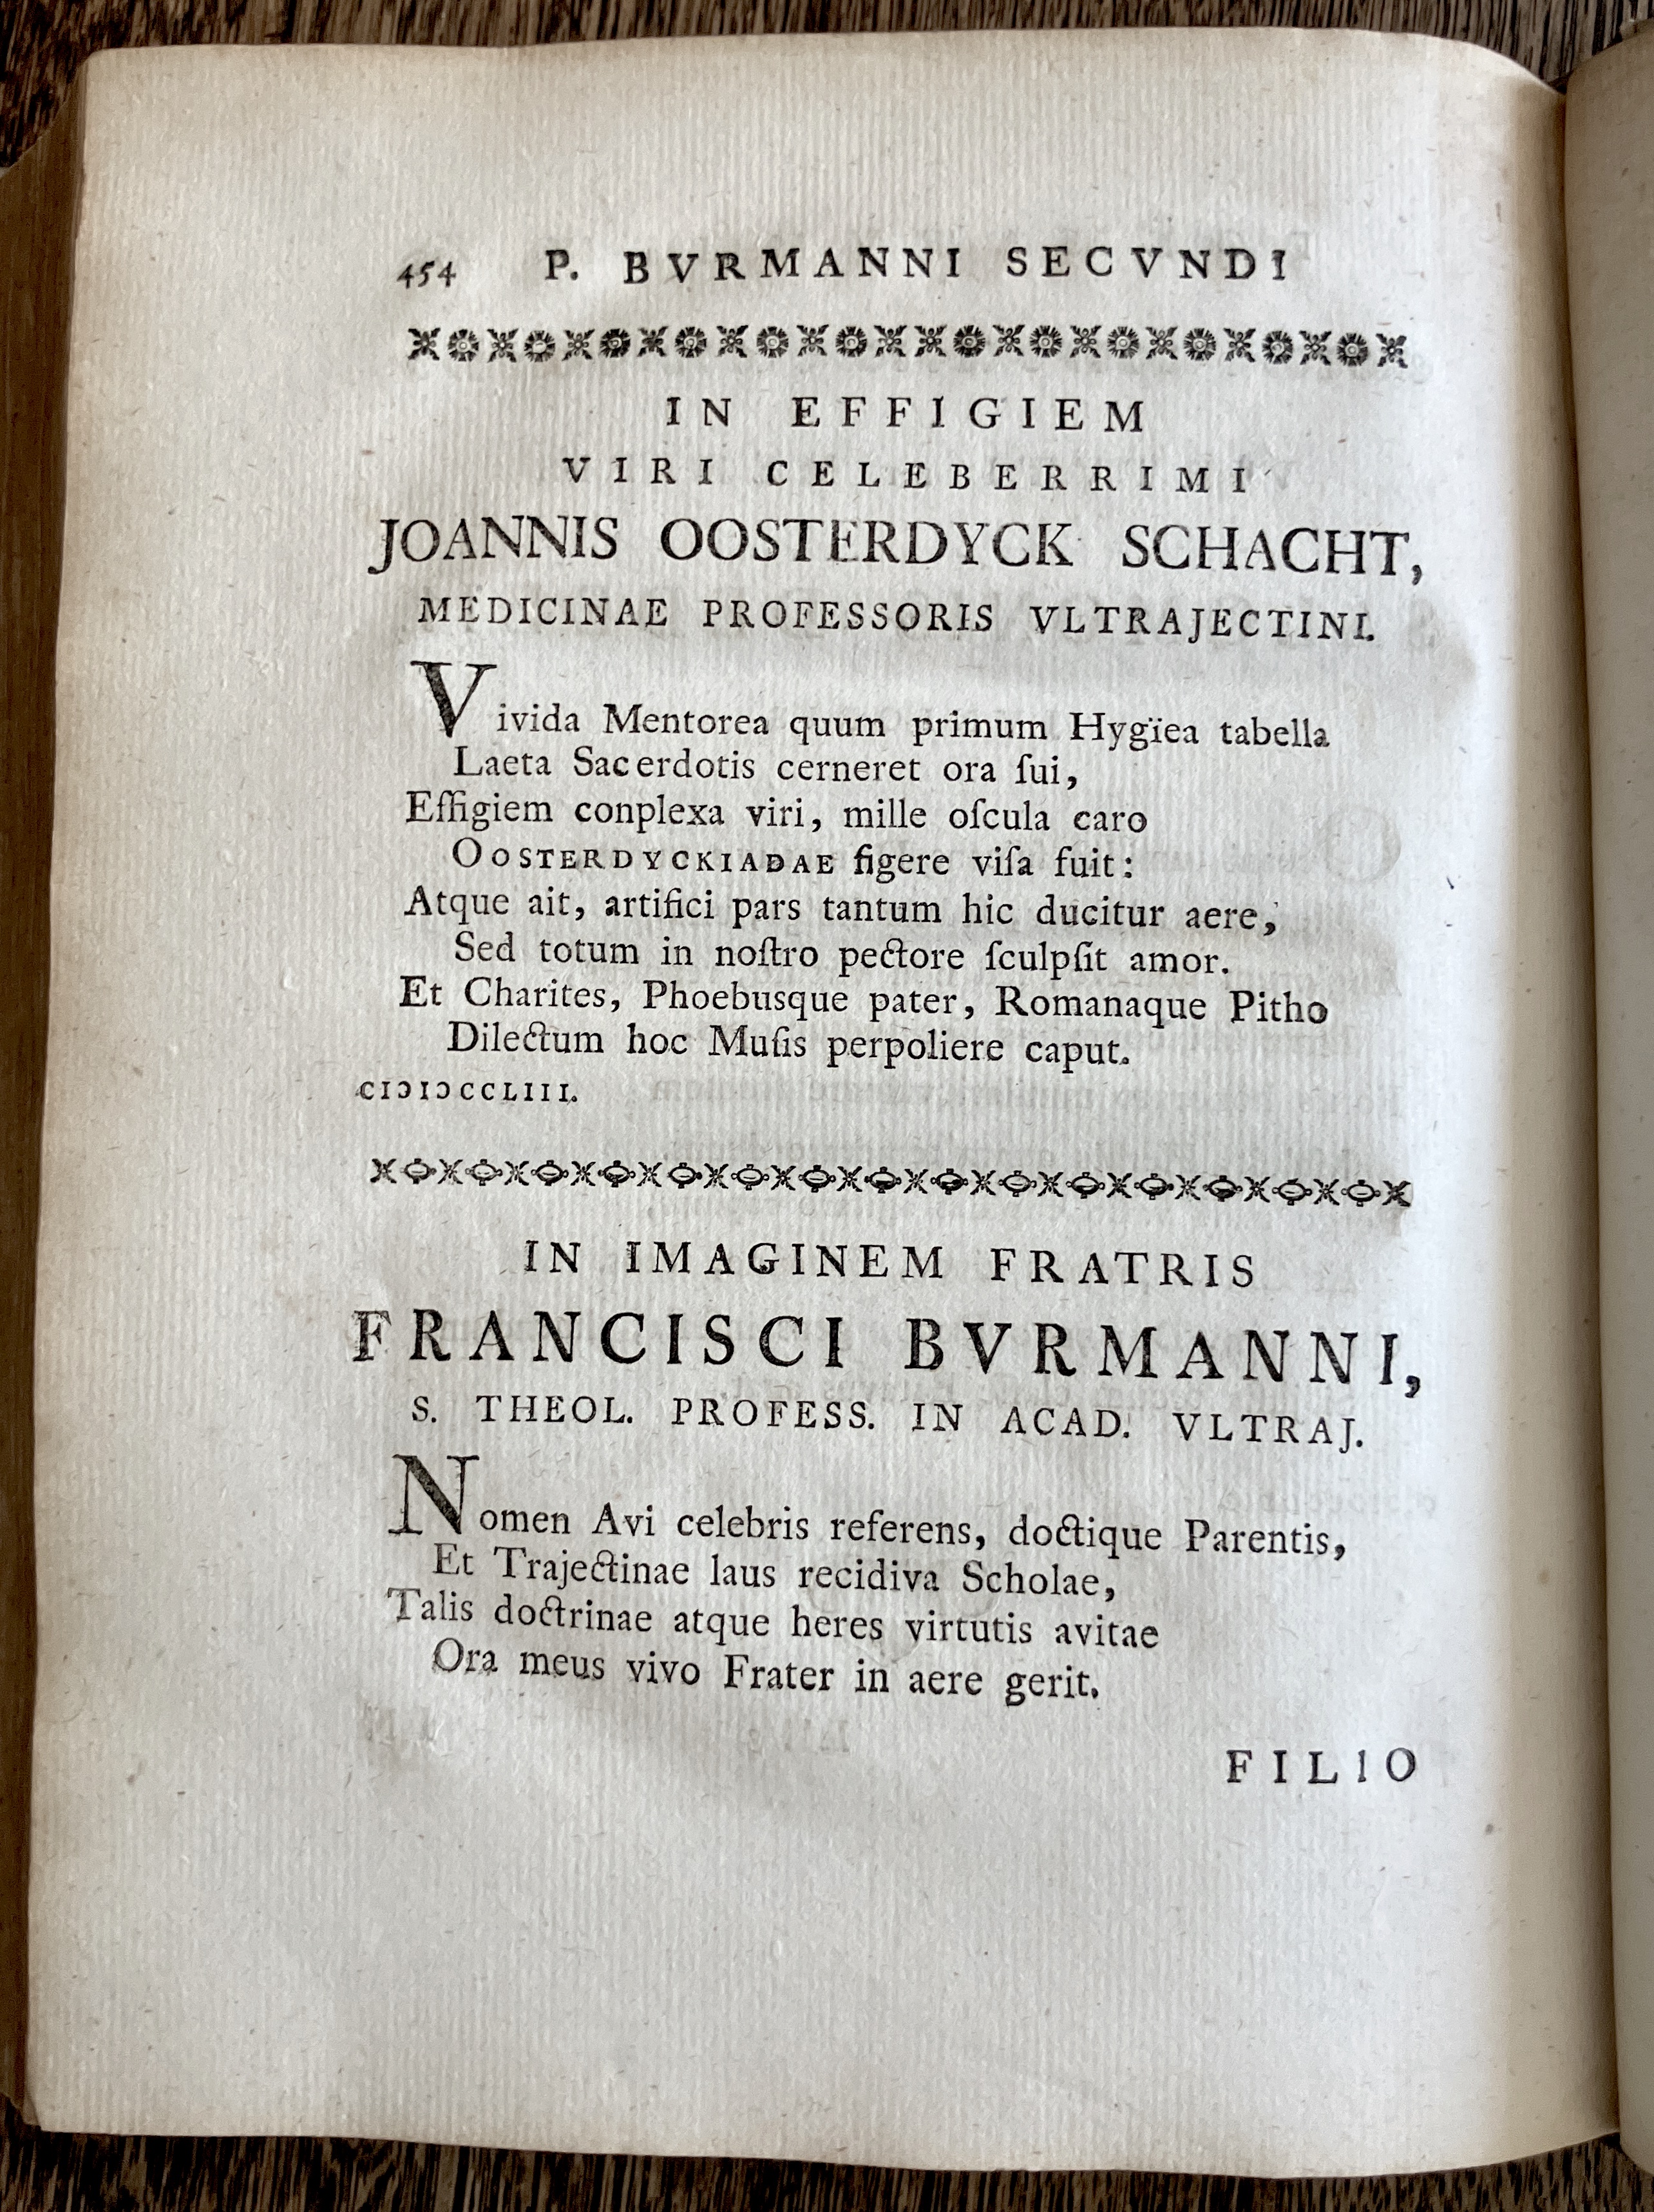 454 P. BVRMANNI SECVNDI
IN EFFIGIEM
VIRI CELEBERRIMI
JOANNIS OOSTERDYCK SCHACHT,
MEDICINAE PROFESSORIS VLTRAJECTINI.
Vivida Mentorea quum primum Hygïea tabella
Laeta Sacerdotis cerneret ora ſui,
Effigiem conplexa viri, mille oſcula caro
OOSTERDYCKIADAE figere viſa fuit:
Atque ait, artifici pars tantum hic ducitur aere,
Sed totum in noſtro pectore ſculpſit amor.
Et Charites, Phoebusque pater, Romanaque Pitho
Dilectum hoc Muſis perpoliere caput.
CIƆIƆCCLIII.
IN IMAGINEM FRATRIS
FRANCISCI BVRMANNI,
S. THEOL. PROFESS. IN ACAD. VLTRAJ.
Nomen Avi celebris referens, doctique Parentis,
Et Trajectinae laus recidiva Scholae,
Talis doctrinae atque heres virtutis avitae
Ora meus vivo Frater in aere gerit.
FILIO